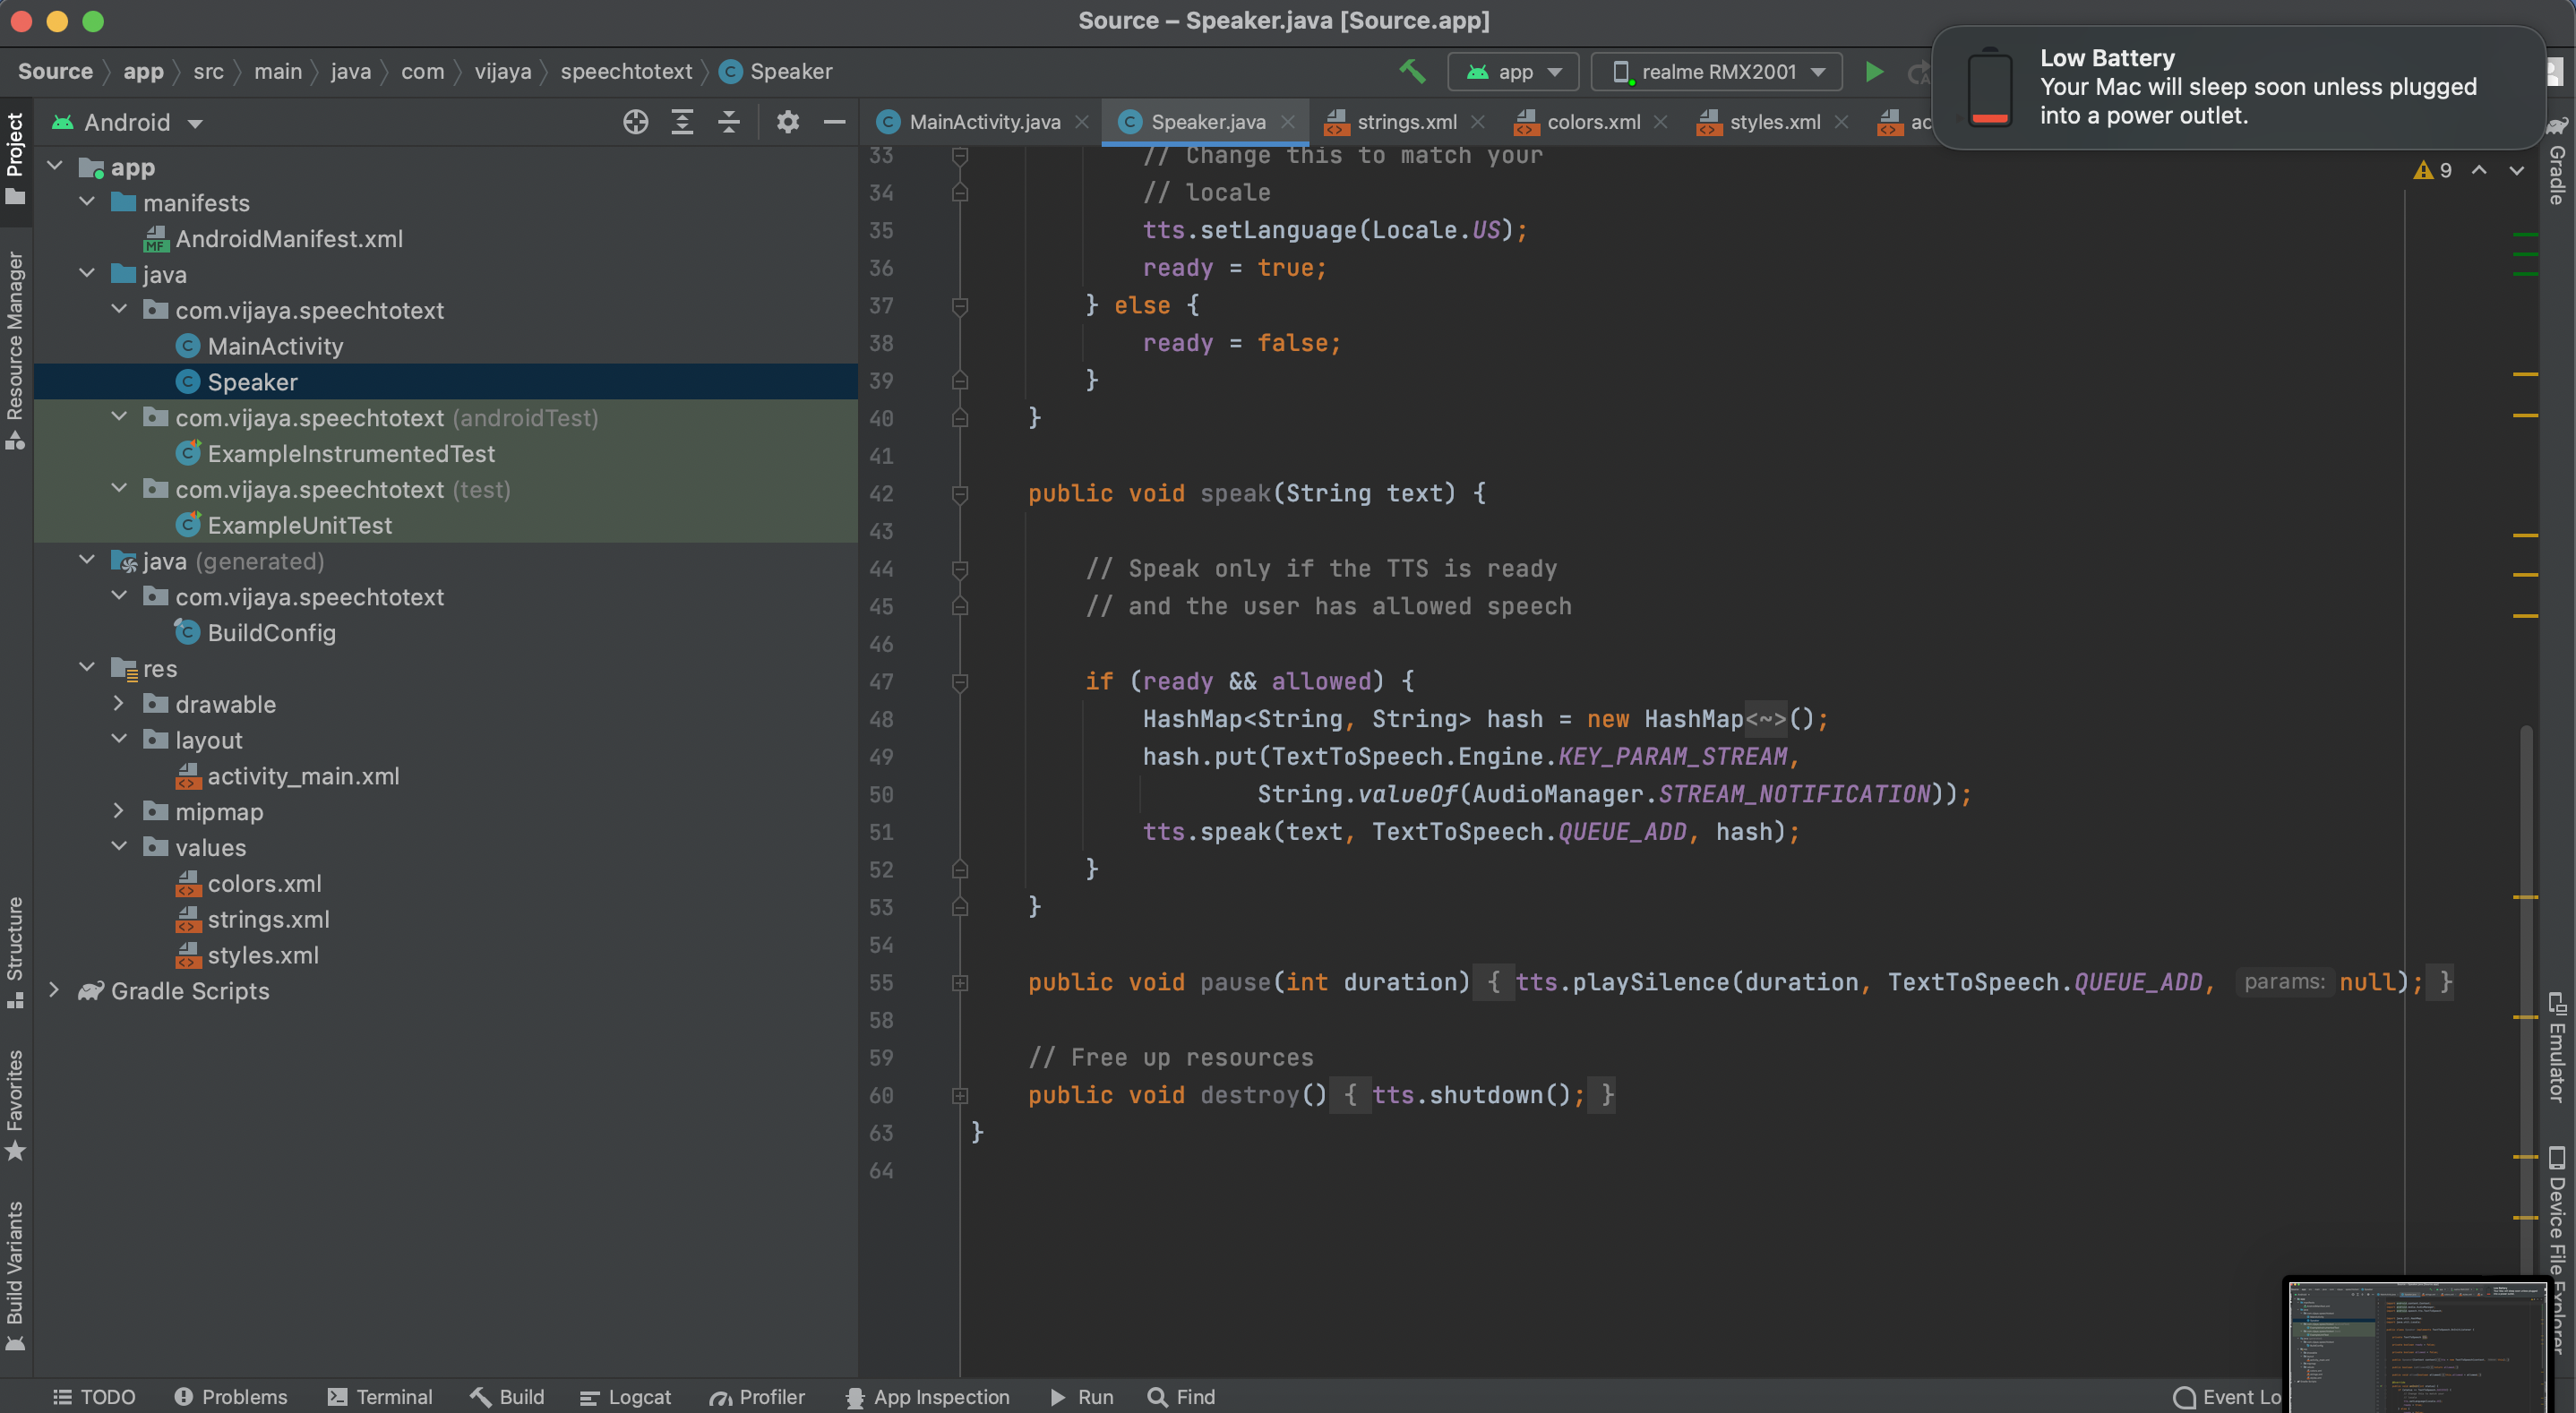 Source – Speaker.java [Source.app]
Source app src main java com vijaya speechtotext Speaker
app
realme RMX2001
Low Battery
Your Mac will sleep soon unless plugged
into a power outlet.
Android
MainActivity.java
Speaker.java
strings.xml
colors.xml
styles.xml
ac
9
Project
Resource Manager
Structure
Favorites
Build Variants
app
manifests
AndroidManifest.xml
java
com.vijaya.speechtotext
MainActivity
Speaker
com.vijaya.speechtotext (androidTest)
ExampleInstrumentedTest
com.vijaya.speechtotext (test)
ExampleUnitTest
java (generated)
com.vijaya.speechtotext
BuildConfig
res
drawable
layout
activity_main.xml
mipmap
values
colors.xml
strings.xml
styles.xml
Gradle Scripts
33 // Change this to match your
34 // locale
35 tts.setLanguage(Locale.US);
36 ready = true;
37 } else {
38 ready = false;
39 }
40 }
41
42 public void speak(String text) {
43
44 // Speak only if the TTS is ready
45 // and the user has allowed speech
46
47 if (ready && allowed) {
48 HashMap<String, String> hash = new HashMap<~>();
49 hash.put(TextToSpeech.Engine.KEY_PARAM_STREAM,
50 String.valueOf(AudioManager.STREAM_NOTIFICATION));
51 tts.speak(text, TextToSpeech.QUEUE_ADD, hash);
52 }
53 }
54
55 public void pause(int duration) { tts.playSilence(duration, TextToSpeech.QUEUE_ADD, params: null); }
58
59 // Free up resources
60 public void destroy() { tts.shutdown(); }
63 }
64
Gradle
Emulator
Device File Explorer
TODO
Problems
Terminal
Build
Logcat
Profiler
App Inspection
Run
Find
Event Lo